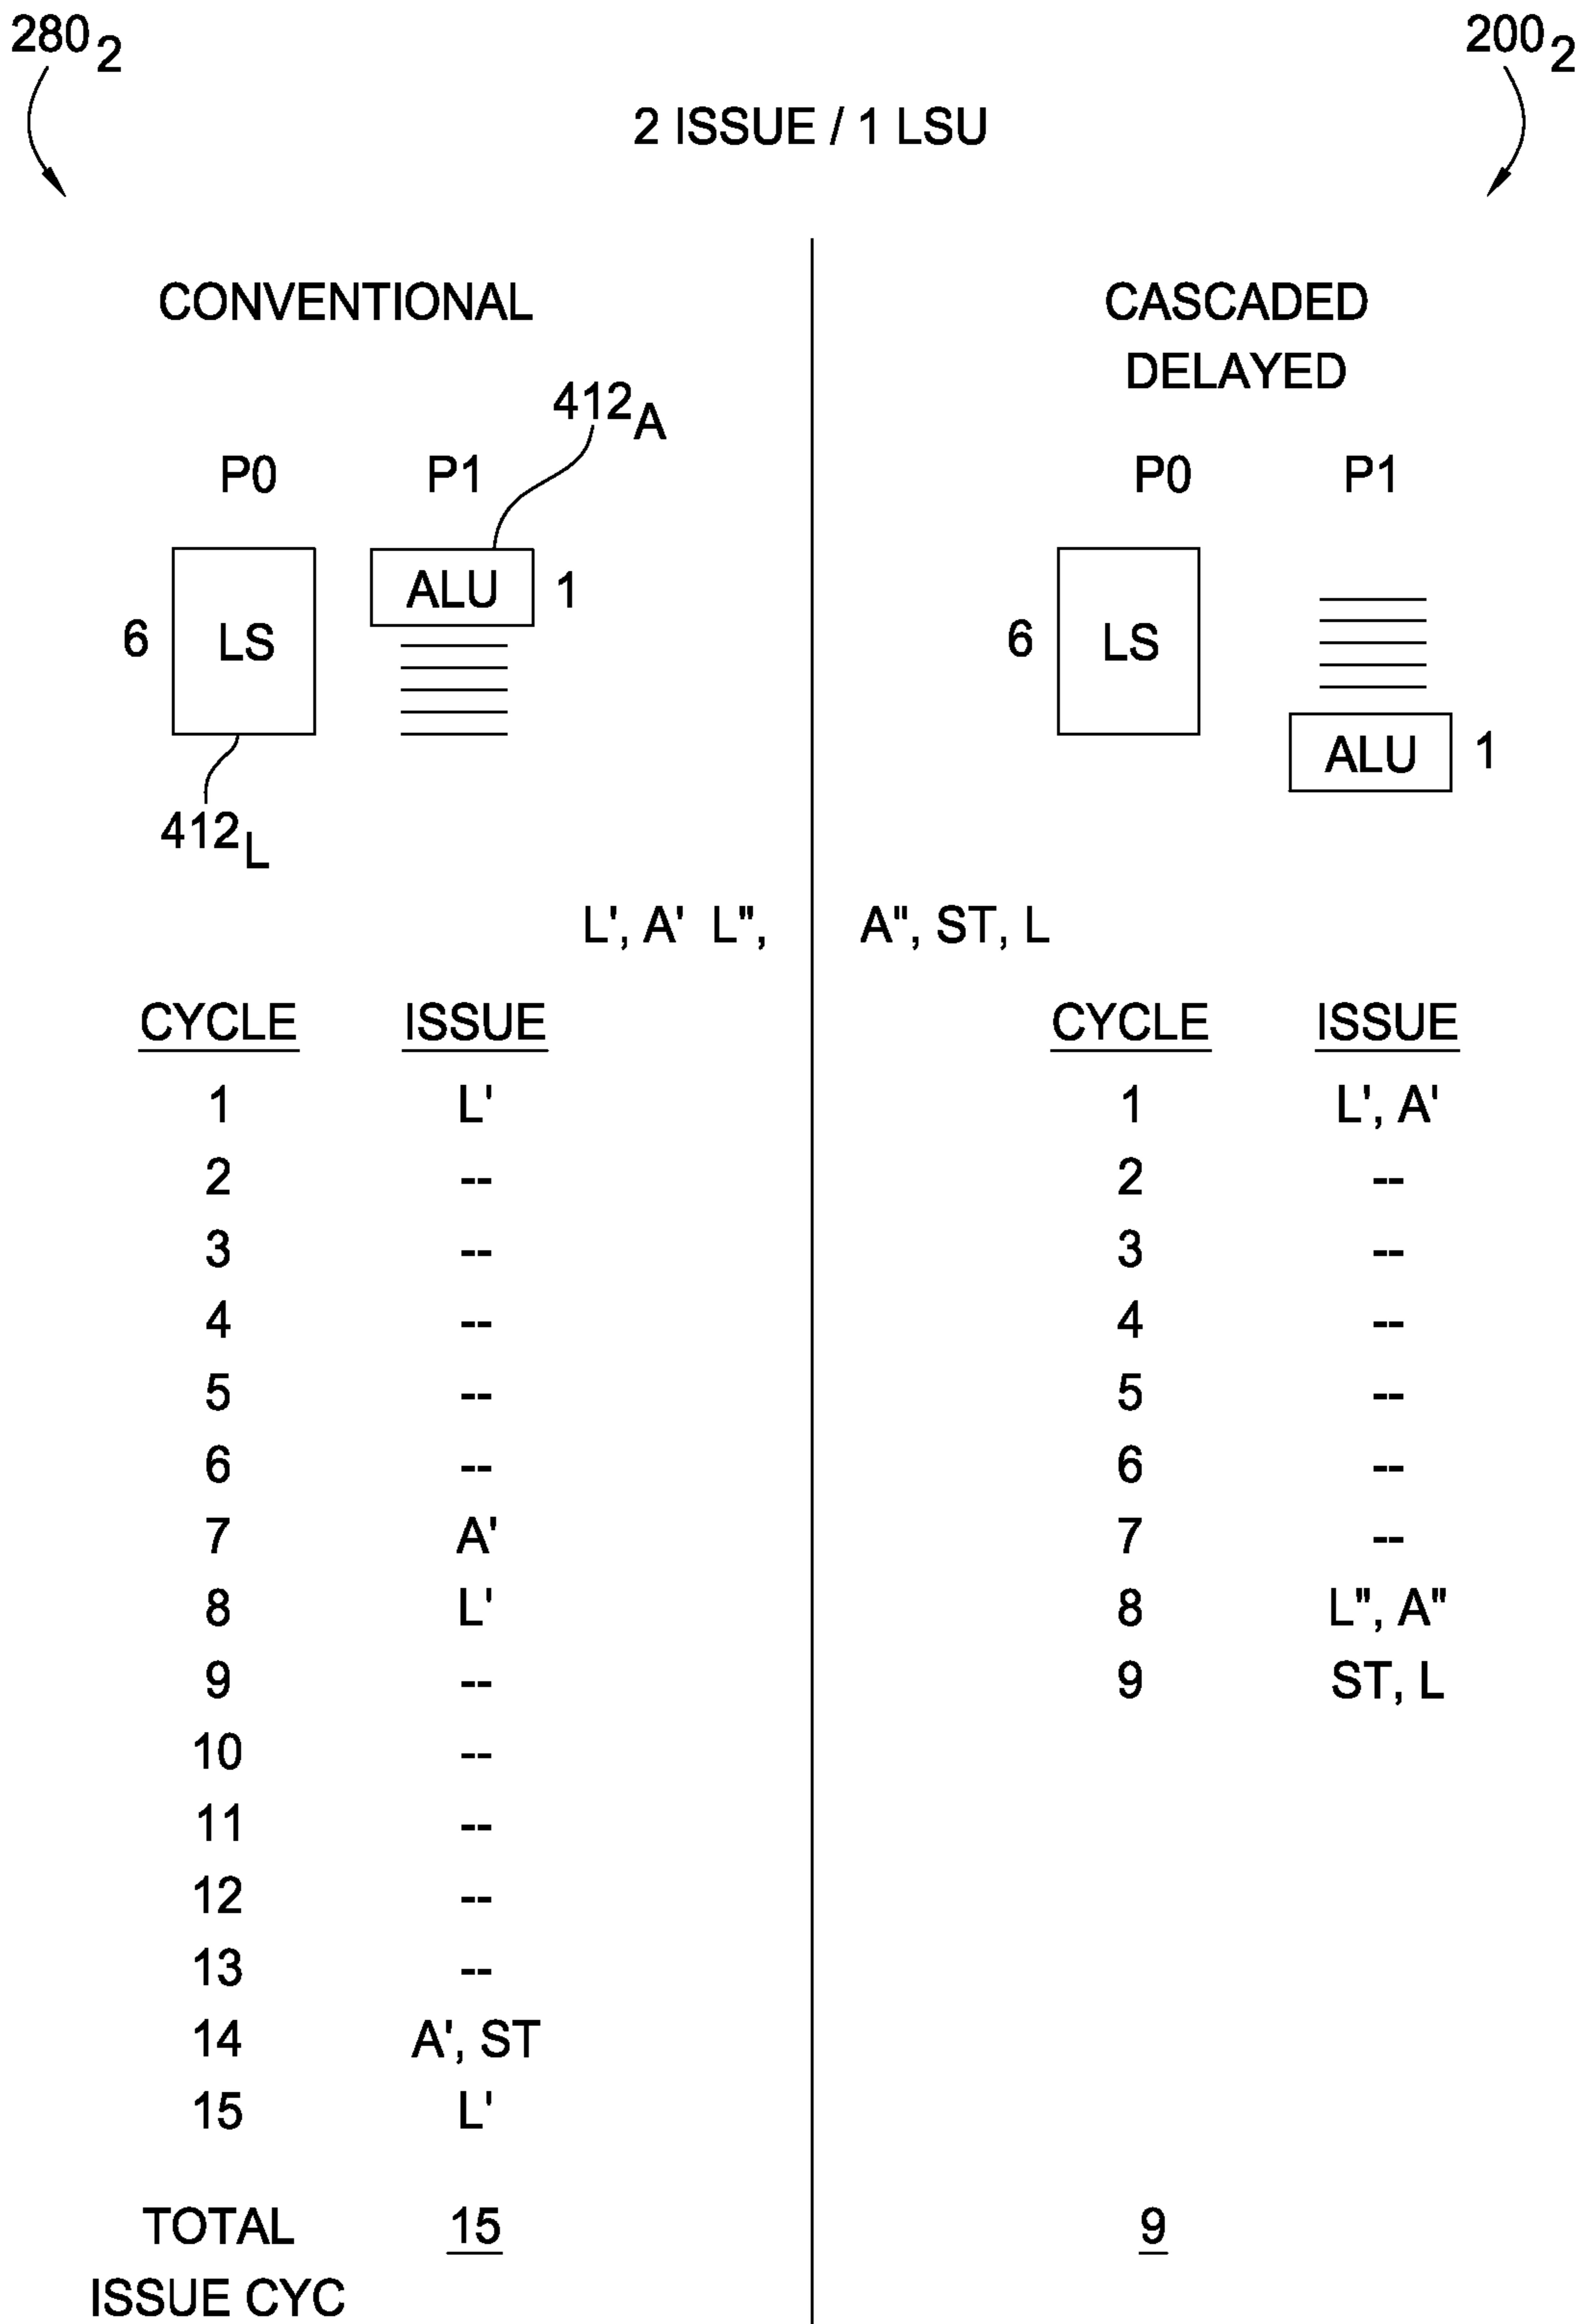 280₂ 200₂
2 ISSUE / 1 LSU
CONVENTIONAL
CASCADED
DELAYED
412A
P0 P1
6 LS ALU 1
412L
P0 P1
6 LS
ALU 1
L', A' L", A", ST, L
CYCLE ISSUE CYCLE ISSUE
1 L' 1 L', A'
2 -- 2 --
3 -- 3 --
4 -- 4 --
5 -- 5 --
6 -- 6 --
7 A' 7 --
8 L' 8 L", A"
9 -- 9 ST, L
10 --
11 --
12 --
13 --
14 A', ST
15 L'
TOTAL 15 9
ISSUE CYC